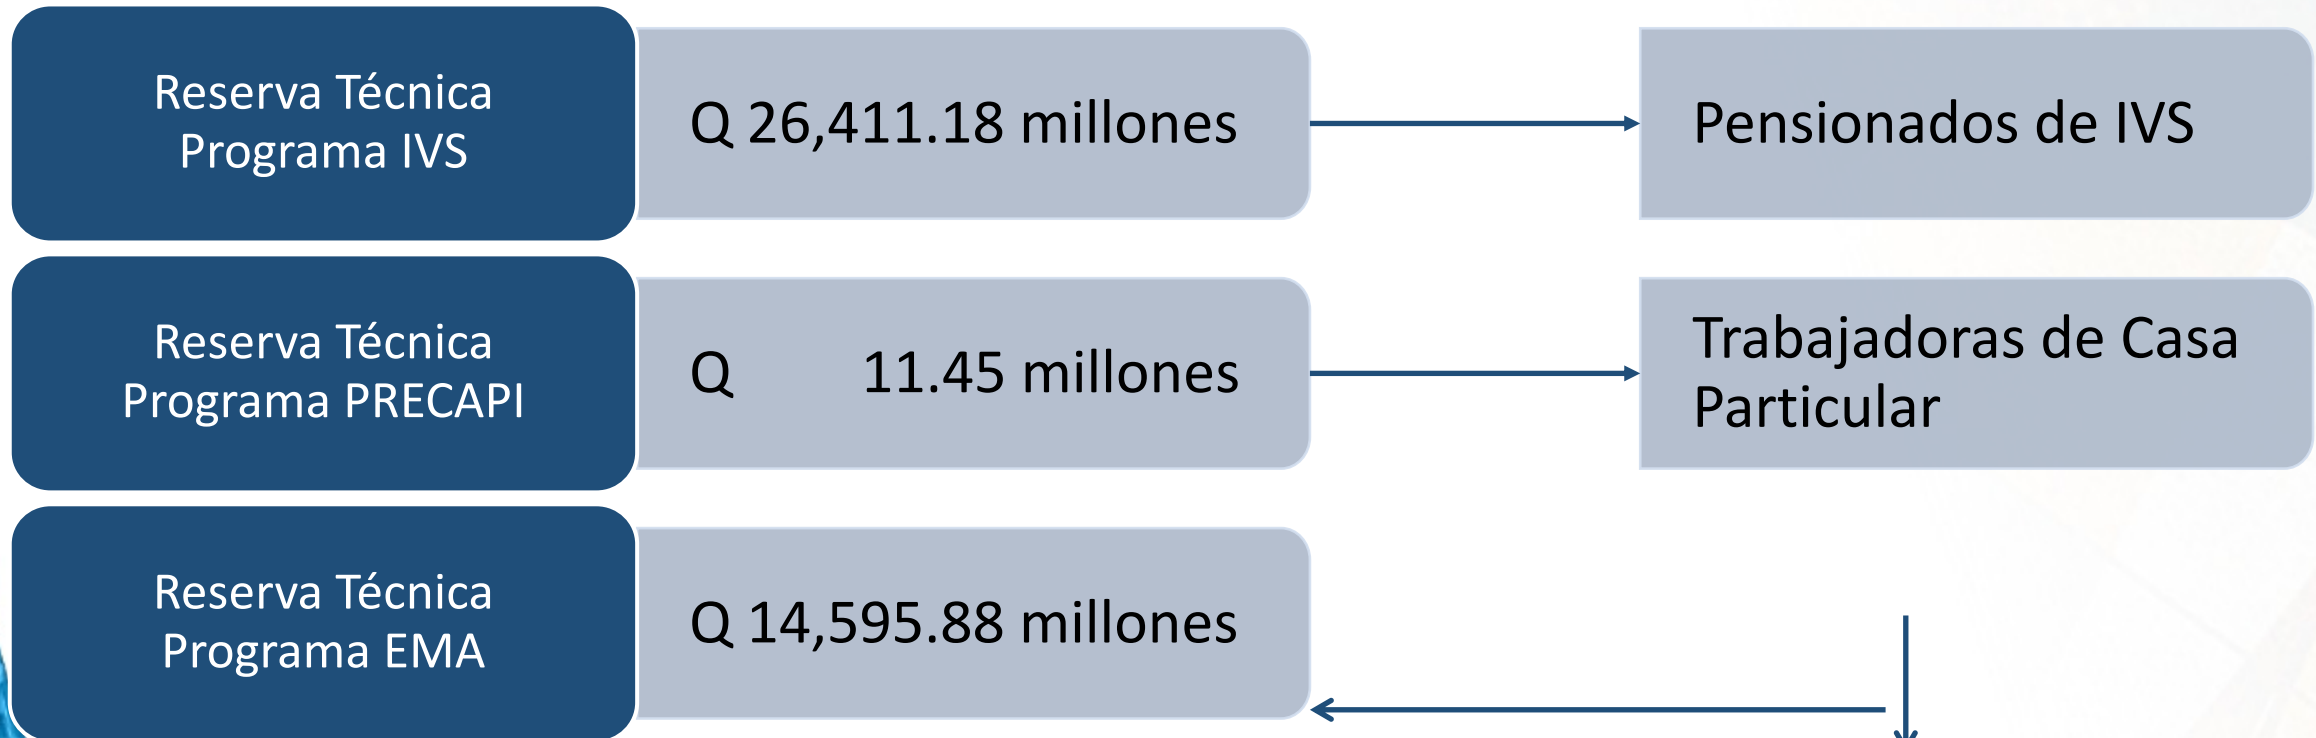 Reserva Técnica
Programa IVS
Q 26,411.18 millones
Pensionados de IVS
Reserva Técnica
Programa PRECAPI
Q 11.45 millones
Trabajadoras de Casa
Particular
Reserva Técnica
Programa EMA
Q 14,595.88 millones